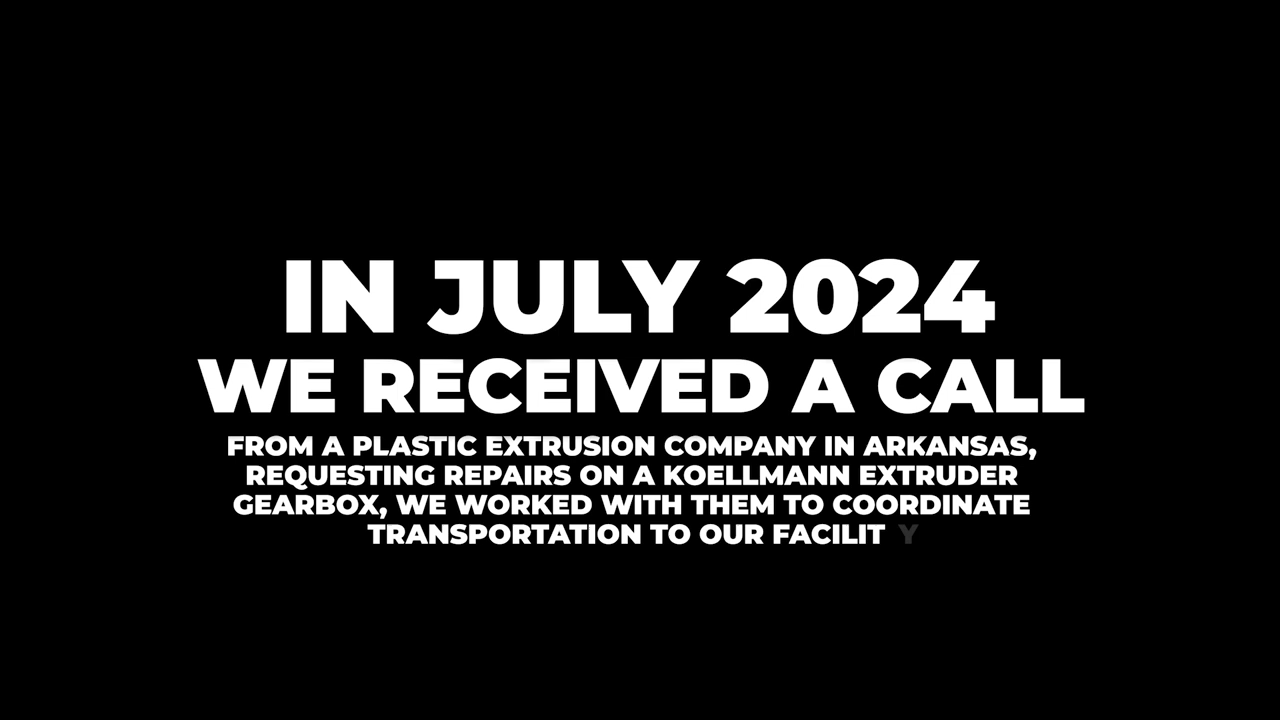 IN JULY 2024
WE RECEIVED A CALL
FROM A PLASTIC EXTRUSION COMPANY IN ARKANSAS,
REQUESTING REPAIRS ON A KOELLMANN EXTRUDER
GEARBOX, WE WORKED WITH THEM TO COORDINATE
TRANSPORTATION TO OUR FACILITY